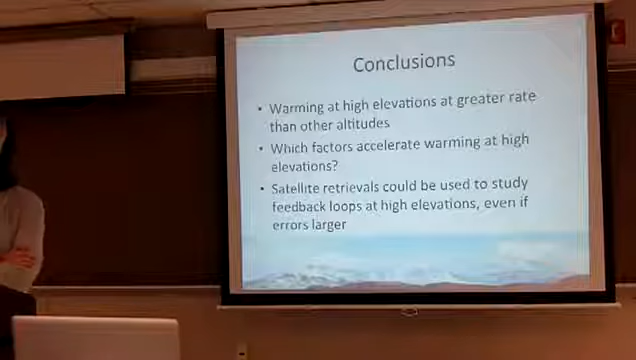 Conclusions
• Warming at high elevations at greater rate
than other altitudes
• Which factors accelerate warming at high
elevations?
• Satellite retrievals could be used to study
feedback loops at high elevations, even if
errors larger